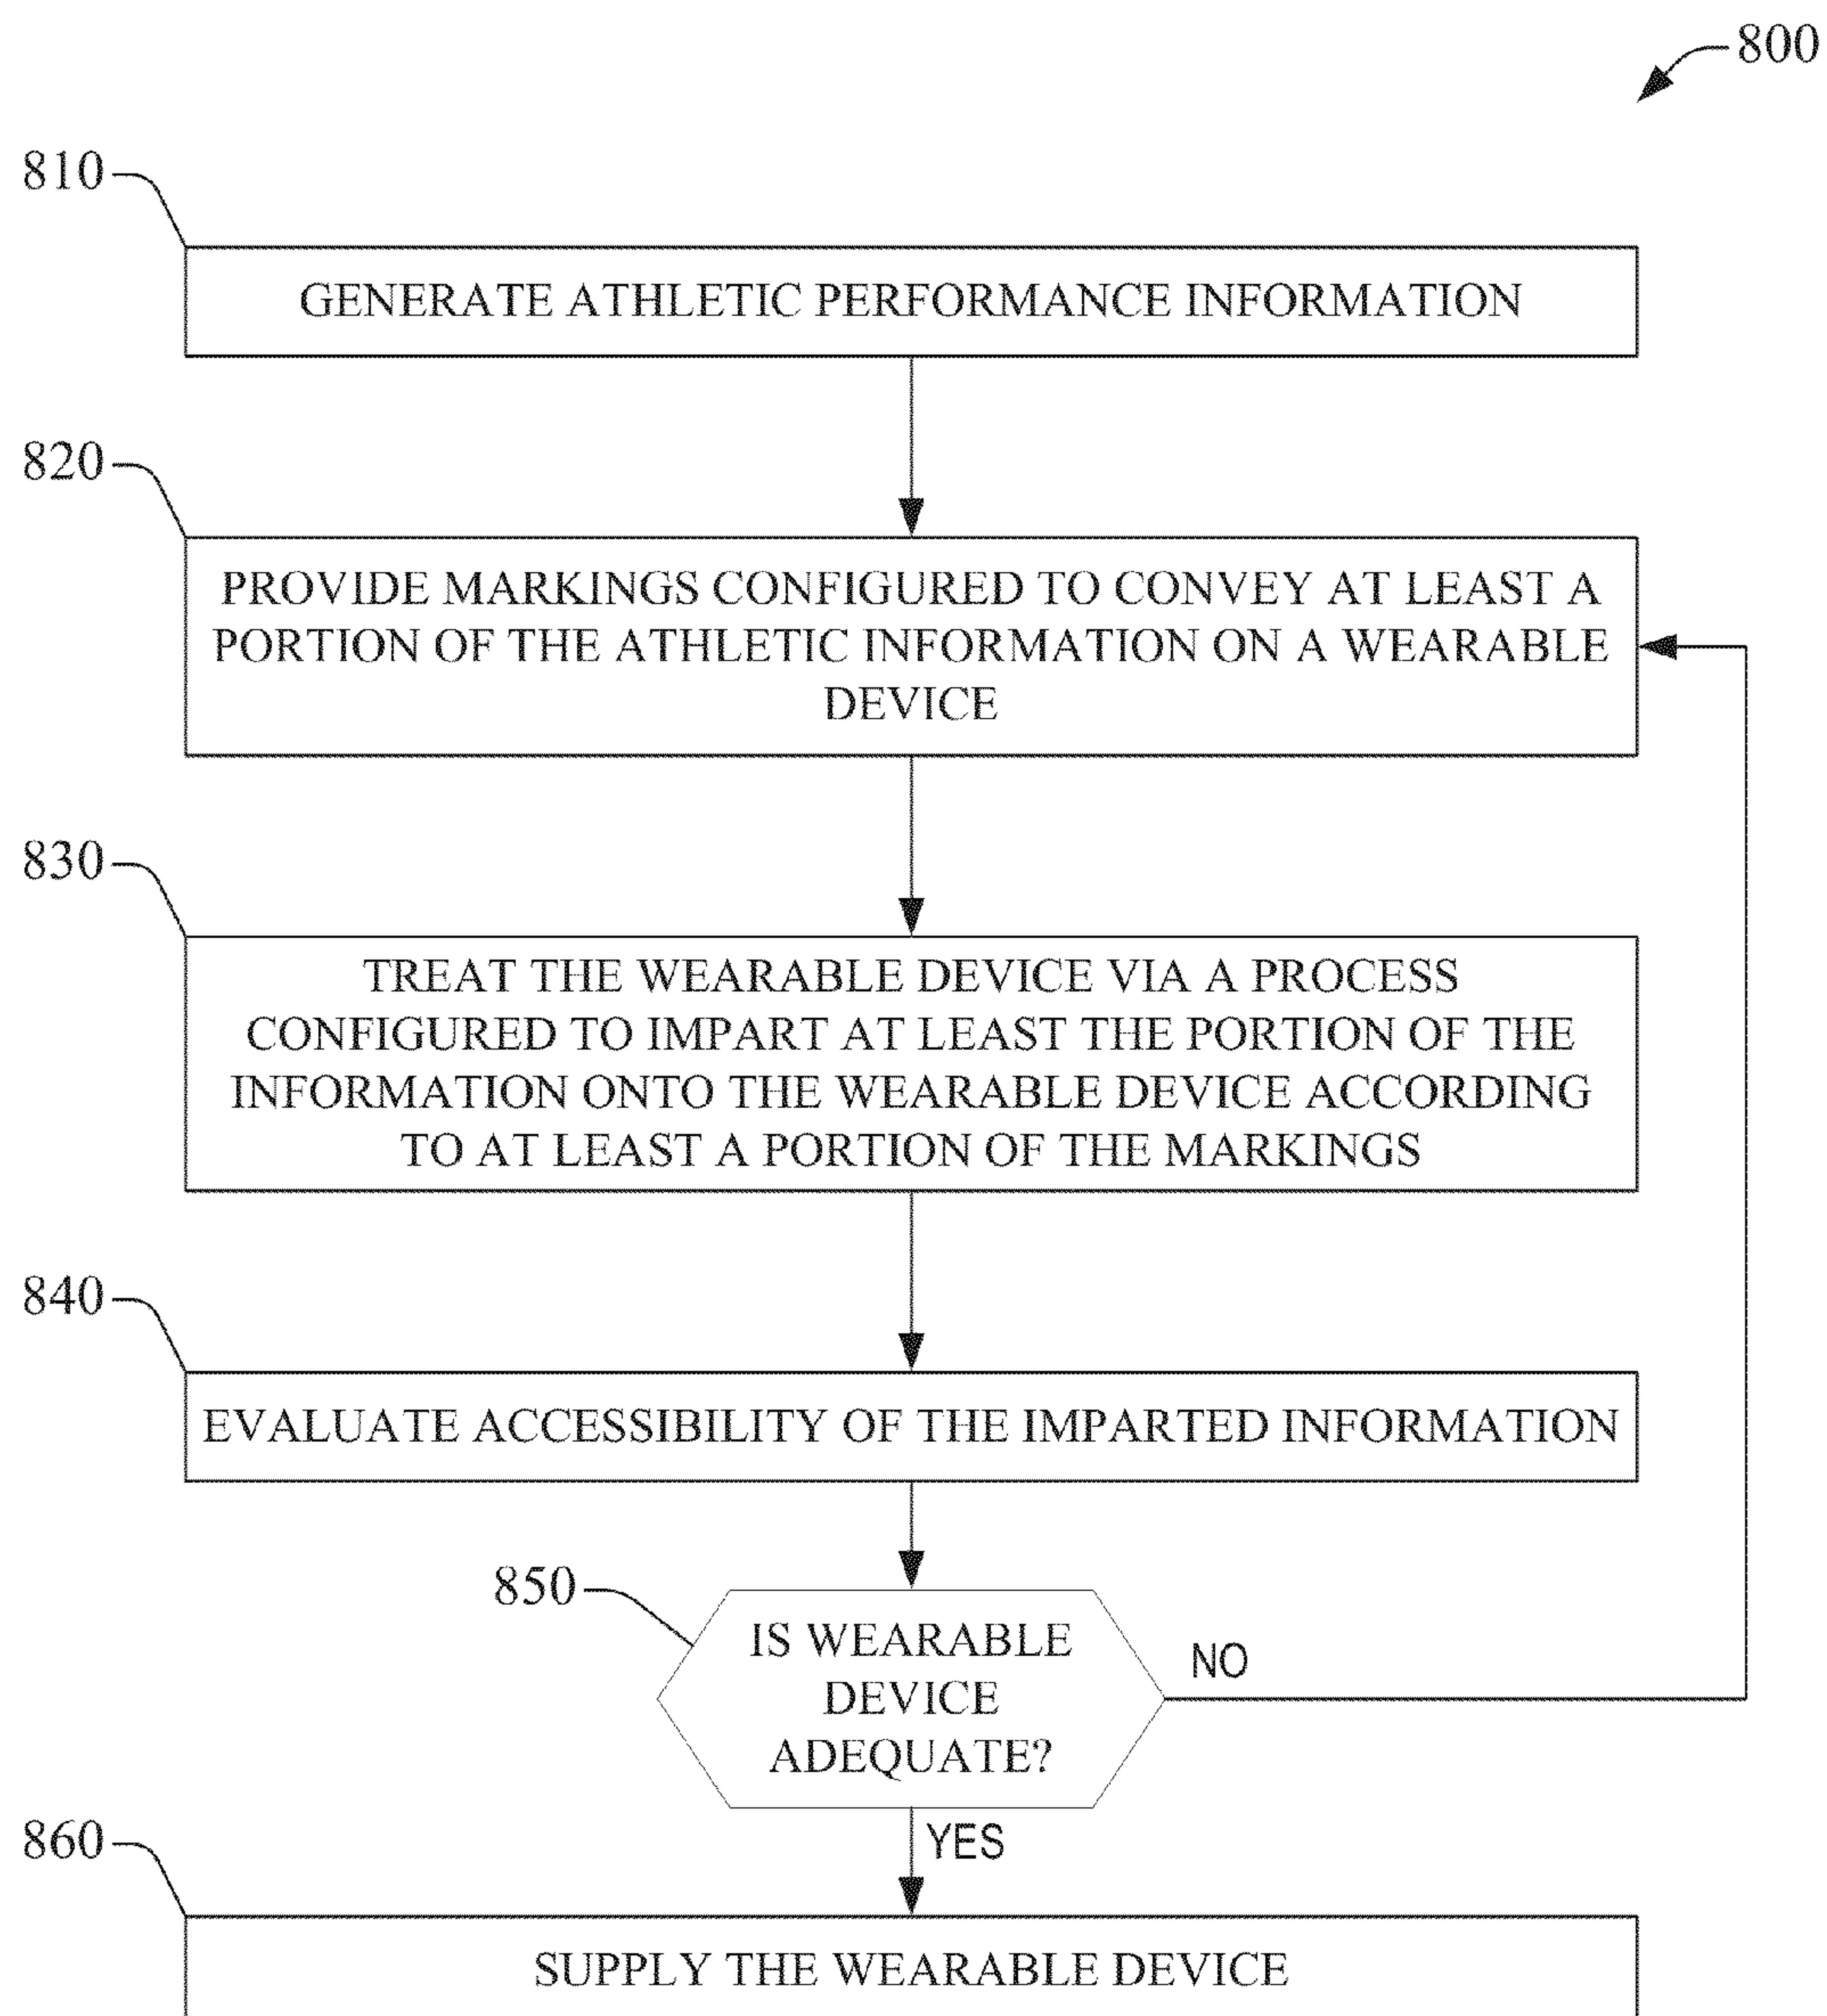 800
810
GENERATE ATHLETIC PERFORMANCE INFORMATION
820
PROVIDE MARKINGS CONFIGURED TO CONVEY AT LEAST A
PORTION OF THE ATHLETIC INFORMATION ON A WEARABLE
DEVICE
830
TREAT THE WEARABLE DEVICE VIA A PROCESS
CONFIGURED TO IMPART AT LEAST THE PORTION OF THE
INFORMATION ONTO THE WEARABLE DEVICE ACCORDING
TO AT LEAST A PORTION OF THE MARKINGS
840
EVALUATE ACCESSIBILITY OF THE IMPARTED INFORMATION
850
IS WEARABLE
DEVICE
ADEQUATE?
NO
YES
860
SUPPLY THE WEARABLE DEVICE